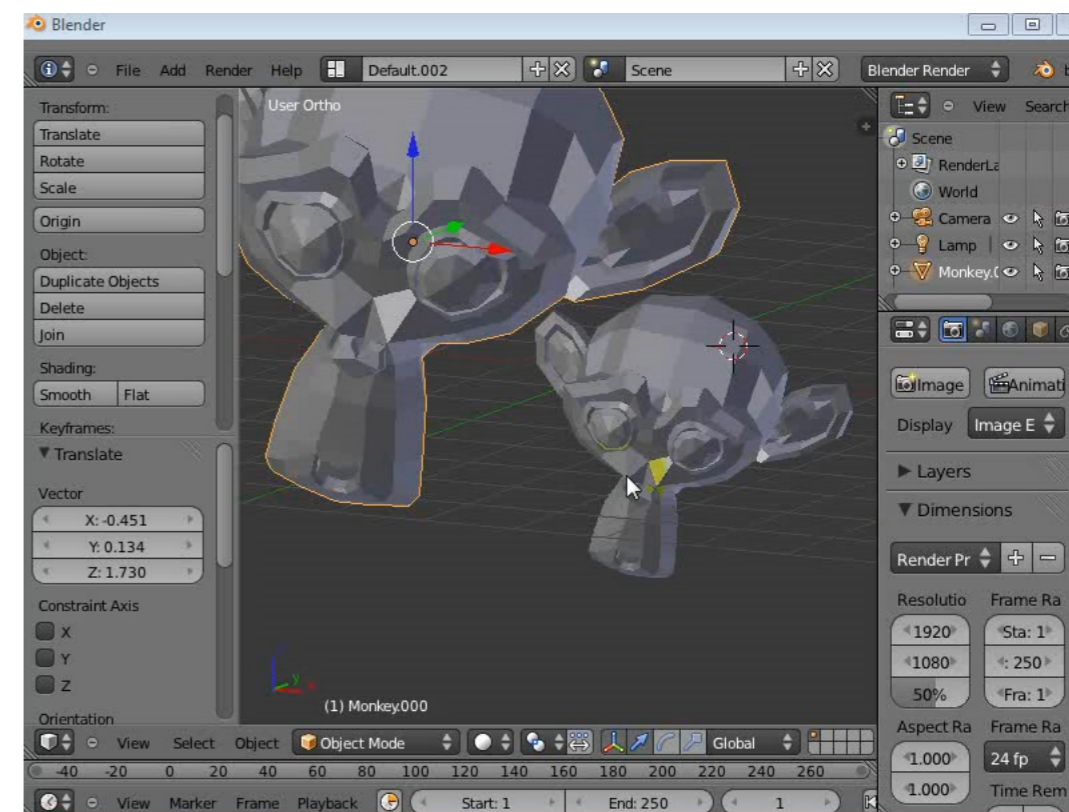 Blender
File Add Render Help Default.002 Scene Blender Render
Transform:
Translate
Rotate
Scale
Origin
Object:
Duplicate Objects
Delete
Join
Shading:
Smooth Flat
Keyframes:
Translate
Vector
X: -0.451
Y: 0.134
Z: 1.730
Constraint Axis
X
Y
Z
Orientation
User Ortho
(1) Monkey.000
View Search
Scene
RenderLa
World
Camera
Lamp
Monkey.
Image Animati
Display Image E
Layers
Dimensions
Render Pr
Resolutio Frame Ra
1920 Sta: 1
1080 : 250
50% Fra: 1
Aspect Ra Frame Ra
1.000 24 fp
1.000 Time Rem
View Select Object Object Mode Global
-40 -20 0 20 40 60 80 100 120 140 160 180 200 220 240 260
View Marker Frame Playback Start: 1 End: 250 1